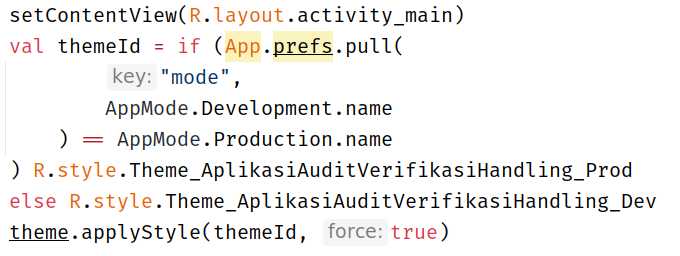 setContentView(R.layout.activity_main)
val themeId = if (App.prefs.pull(
key: "mode",
AppMode.Development.name
) == AppMode.Production.name
) R.style.Theme_AplikasiAuditVerifikasiHandling_Prod
else R.style.Theme_AplikasiAuditVerifikasiHandling_Dev
theme.applyStyle(themeId, force: true)